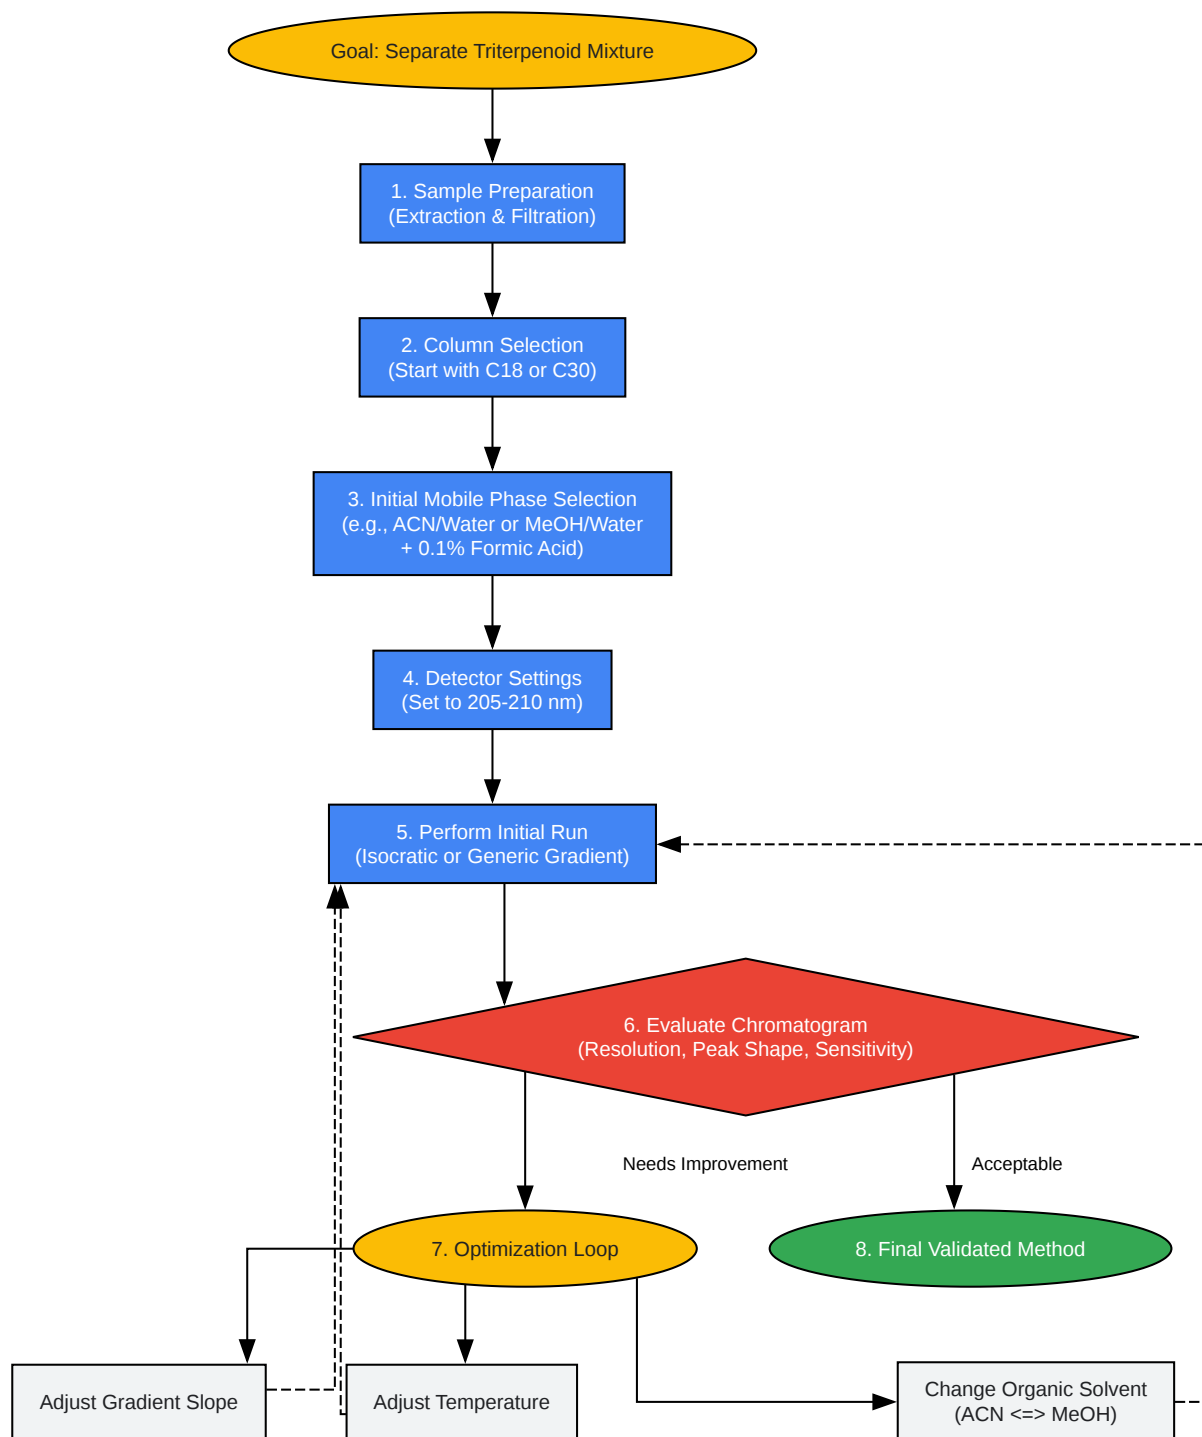 Goal: Separate Triterpenoid Mixture
1. Sample Preparation
(Extraction & Filtration)
2. Column Selection
(Start with C18 or C30)
3. Initial Mobile Phase Selection
(e.g., ACN/Water or MeOH/Water
+ 0.1% Formic Acid)
4. Detector Settings
(Set to 205-210 nm)
5. Perform Initial Run
(Isocratic or Generic Gradient)
6. Evaluate Chromatogram
(Resolution, Peak Shape, Sensitivity)
Needs Improvement
Acceptable
7. Optimization Loop
8. Final Validated Method
Adjust Gradient Slope
Adjust Temperature
Change Organic Solvent
(ACN <=> MeOH)